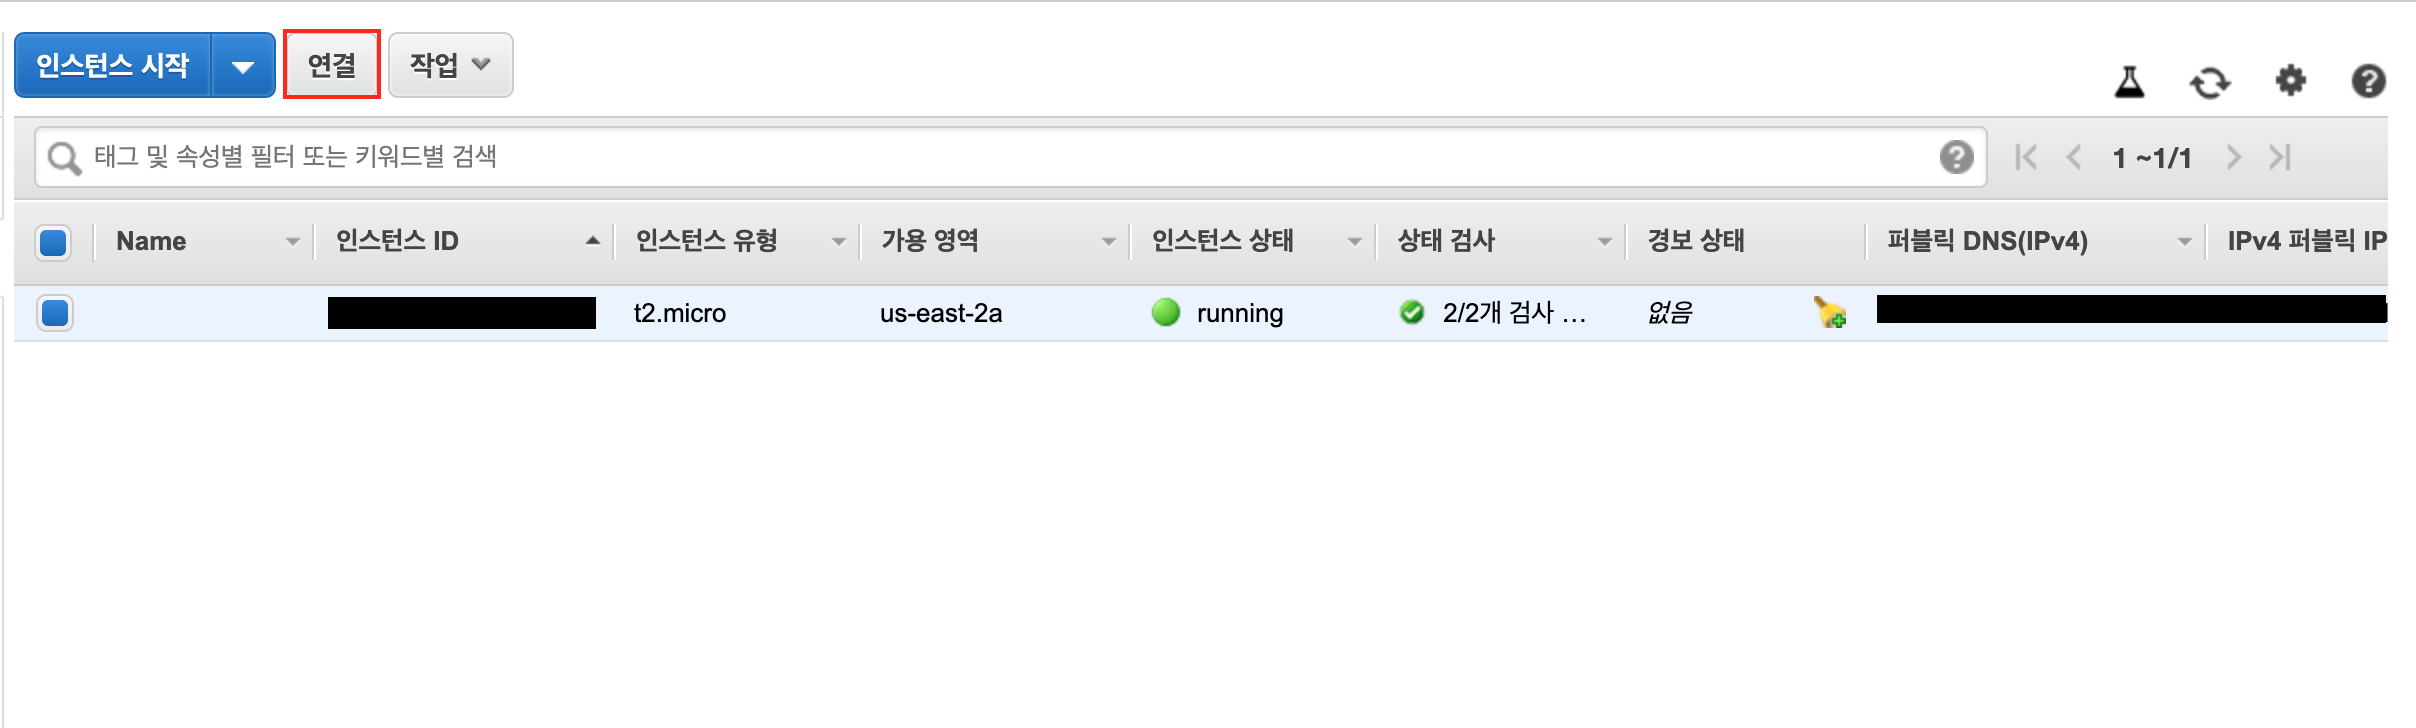 인스턴스 시작 연결 작업
태그 및 속성별 필터 또는 키워드별 검색 1 ~1/1
Name 인스턴스 ID 인스턴스 유형 가용 영역 인스턴스 상태 상태 검사 경보 상태 퍼블릭 DNS(IPv4) IPv4 퍼블릭 IP
t2.micro us-east-2a running 2/2개 검사 ... 없음